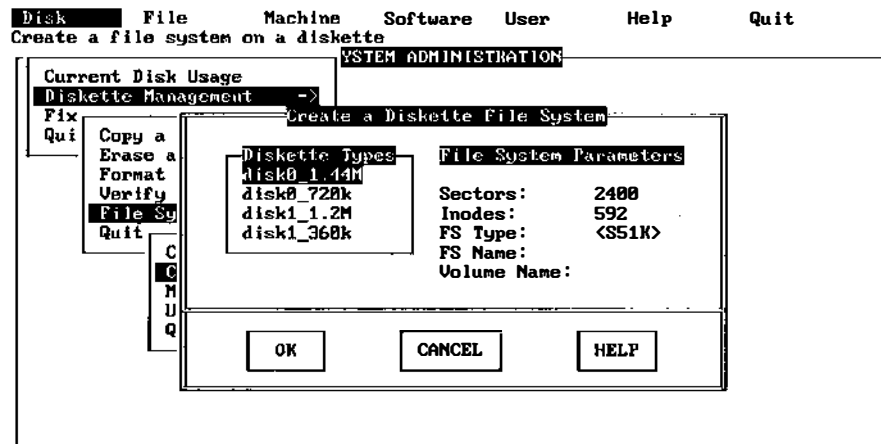 Disk File Machine Software User Help Quit
Create a file system on a diskette
YSTEM ADMINISTRATION
Current Disk Usage
Diskette Management ->
Fix
Qui
Copy a
Erase a
Format
Verify
File Sy
Quit
C
C
M
U
Q
Create a Diskette File System
Diskette Types
disk0_1.44M
disk0_720k
disk1_1.2M
disk1_360k
File System Parameters
Sectors: 2400
Inodes: 592
FS Type: <S51K>
FS Name:
Volume Name:
OK CANCEL HELP